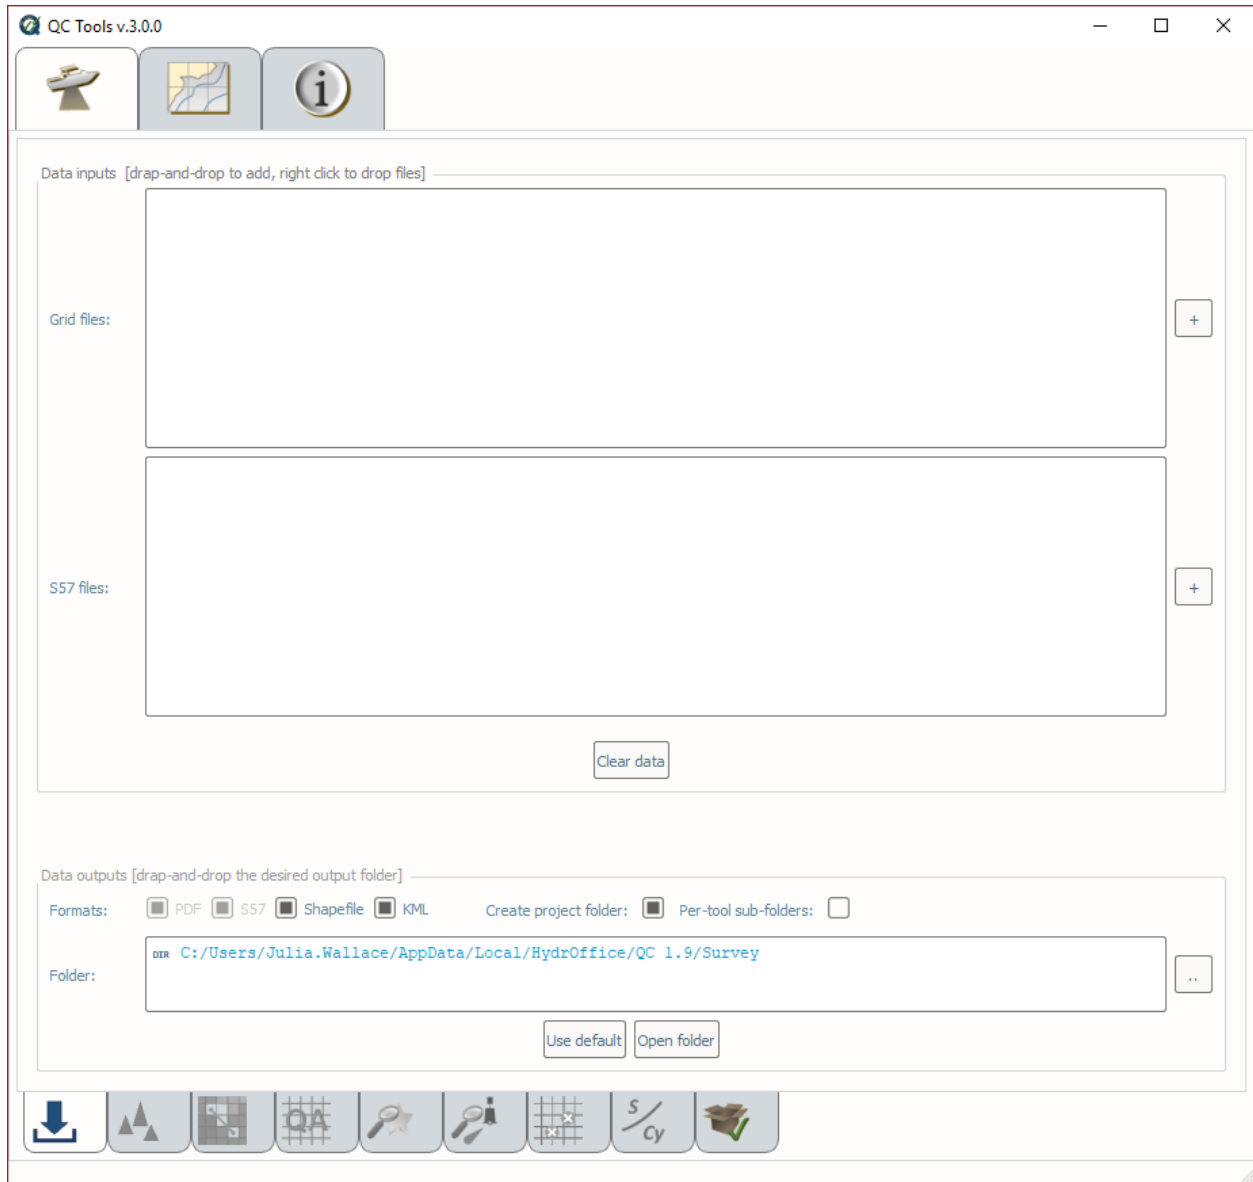 QC Tools v.3.0.0
i
Data inputs [drap-and-drop to add, right click to drop files]
Grid files:
+
S57 files:
+
Clear data
Data outputs [drap-and-drop the desired output folder]
Formats: PDF S57 Shapefile KML Create project folder: Per-tool sub-folders:
Folder: DIR C:/Users/Julia.Wallace/AppData/Local/HydrOffice/QC 1.9/Survey
..
Use default Open folder
QA S/Cy